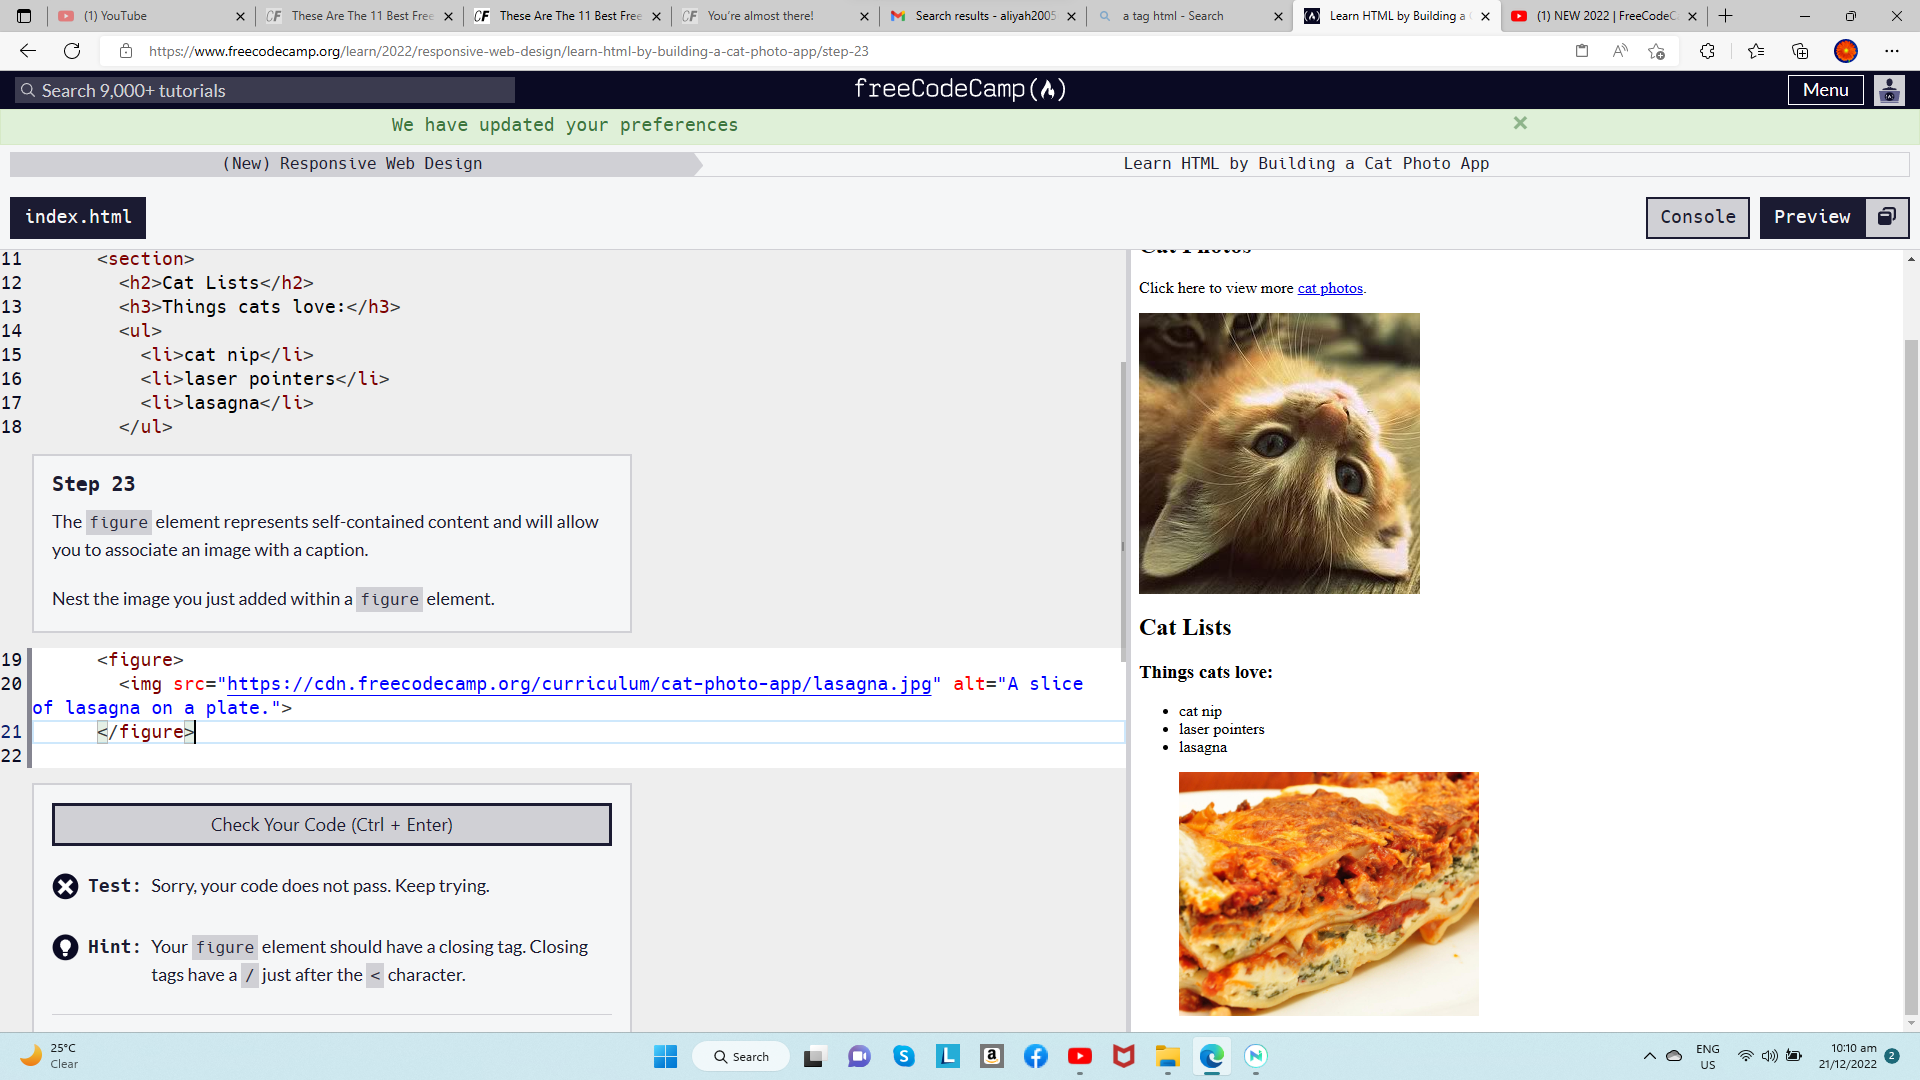 (1) YouTube
These Are The 11 Best Free
These Are The 11 Best Free
You're almost there!
Search results - aliyah2005
a tag html - Search
Learn HTML by Building a
(1) NEW 2022 | FreeCodeC
https://www.freecodecamp.org/learn/2022/responsive-web-design/learn-html-by-building-a-cat-photo-app/step-23
Search 9,000+ tutorials
freeCodeCamp
Menu
We have updated your preferences
(New) Responsive Web Design
Learn HTML by Building a Cat Photo App
index.html
Console
Preview
11 <section>
12 <h2>Cat Lists</h2>
13 <h3>Things cats love:</h3>
14 <ul>
15 <li>cat nip</li>
16 <li>laser pointers</li>
17 <li>lasagna</li>
18 </ul>
Step 23
The figure element represents self-contained content and will allow
you to associate an image with a caption.
Nest the image you just added within a figure element.
19 <figure>
20 <img src="https://cdn.freecodecamp.org/curriculum/cat-photo-app/lasagna.jpg" alt="A slice
of lasagna on a plate.">
21 </figure>
22
Check Your Code (Ctrl + Enter)
Test: Sorry, your code does not pass. Keep trying.
Hint: Your figure element should have a closing tag. Closing
tags have a / just after the < character.
Cat Photos
Click here to view more cat photos.
Cat Lists
Things cats love:
cat nip
laser pointers
lasagna
25°C
Clear
Search
ENG
US
10:10 am
21/12/2022
2